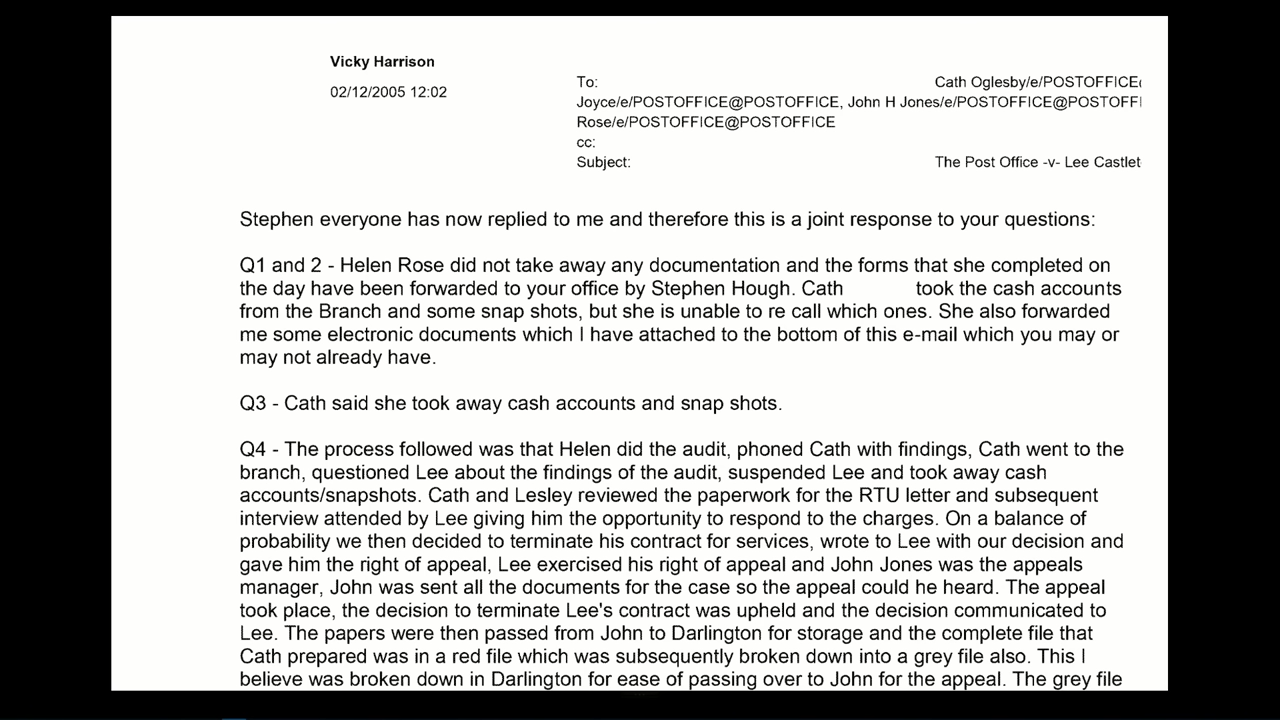 Vicky Harrison
02/12/2005 12:02
To: Cath Oglesby/e/POSTOFFICE
Joyce/e/POSTOFFICE@POSTOFFICE, John H Jones/e/POSTOFFICE@POSTOFFI
Rose/e/POSTOFFICE@POSTOFFICE
cc:
Subject: The Post Office -v- Lee Castlet
Stephen everyone has now replied to me and therefore this is a joint response to your questions:
Q1 and 2 - Helen Rose did not take away any documentation and the forms that she completed on
the day have been forwarded to your office by Stephen Hough. Cath took the cash accounts
from the Branch and some snap shots, but she is unable to re call which ones. She also forwarded
me some electronic documents which I have attached to the bottom of this e-mail which you may or
may not already have.
Q3 - Cath said she took away cash accounts and snap shots.
Q4 - The process followed was that Helen did the audit, phoned Cath with findings, Cath went to the
branch, questioned Lee about the findings of the audit, suspended Lee and took away cash
accounts/snapshots. Cath and Lesley reviewed the paperwork for the RTU letter and subsequent
interview attended by Lee giving him the opportunity to respond to the charges. On a balance of
probability we then decided to terminate his contract for services, wrote to Lee with our decision and
gave him the right of appeal, Lee exercised his right of appeal and John Jones was the appeals
manager, John was sent all the documents for the case so the appeal could he heard. The appeal
took place, the decision to terminate Lee's contract was upheld and the decision communicated to
Lee. The papers were then passed from John to Darlington for storage and the complete file that
Cath prepared was in a red file which was subsequently broken down into a grey file also. This I
believe was broken down in Darlington for ease of passing over to John for the appeal. The grey file